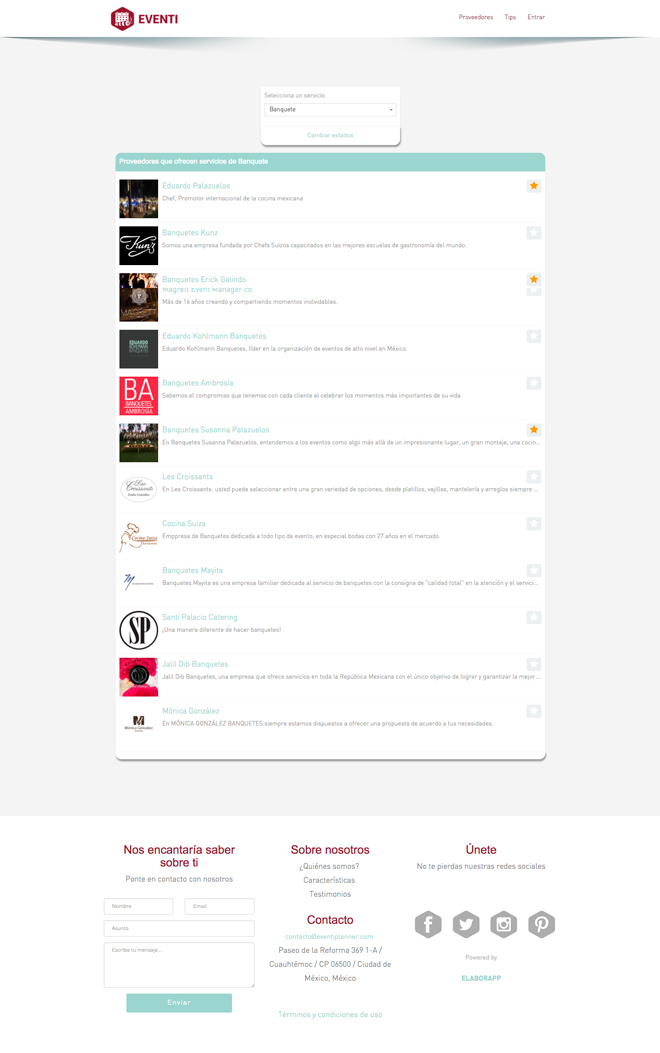 EVENTI
Proveedores Tips Entrar
Selecciona un servicio
Banquete
Cambiar estados
Proveedores que ofrecen servicios de Banquete
Eduardo Palazuelos
Chef, Promotor internacional de la cocina mexicana
Kunz
Banquetes Kunz
Somos una empresa fundada por Chefs Suizos capacitados en las mejores escuelas de gastronomía del mundo.
Banquetes Erick Galindo
Magreti Event Manager co.
Más de 16 años creando y compartiendo momentos inolvidables.
EDUARDO
KOHLMANN
BANQUETES
Eduardo Kohlmann Banquetes
Eduardo Kohlmann Banquetes, líder en la organización de eventos de alto nivel en México.
BA
BANQUETES
AMBROSÍA
Banquetes Ambrosía
Sabemos el compromiso que tenemos con cada cliente al celebrar los momentos más importantes de su vida.
Banquetes Susanna Palazuelos
En Banquetes Susanna Palazuelos, entendemos a los eventos como algo más allá de un impresionante lugar, un gran montaje, una cocin...
Les Croissants
Les Croissants
En Les Croissants: usted puede seleccionar entre una gran variedad de opciones, desde platillos, vajillas, mantelería y arreglos siempre ...
Cocina Suiza
Cocina Suiza
Emppresa de Banquetes dedicada a todo tipo de evento, en especial bodas con 27 años en el mercado.
Banquetes Mayita
Banquetes Mayita es una empresa familiar dedicada al servicio de banquetes con la consigna de "calidad total" en la atención y el servici...
SP
Santi Palacio Catering
¡Una manera diferente de hacer banquetes!
Jalil Dib Banquetes
Jalil Dib Banquetes, una empresa que ofrece servicios en toda la República Mexicana con el único objetivo de lograr y garantizar la mejor ...
M
Mónica González
Mónica González
En MÓNICA GONZÁLEZ BANQUETES siempre estamos dispuestos a ofrecer una propuesta de acuerdo a tus necesidades.
Nos encantaría saber
sobre ti
Ponte en contacto con nosotros
Nombre
Email
Asunto
Escribe tu mensaje...
Enviar
Sobre nosotros
¿Quiénes somos?
Características
Testimonios
Contacto
contacto@eventiplanner.com
Paseo de la Reforma 369 1-A /
Cuauhtémoc / CP 06500 / Ciudad de
México, México
Términos y condiciones de uso
Únete
No te pierdas nuestras redes sociales
Powered by
ELABORAPP